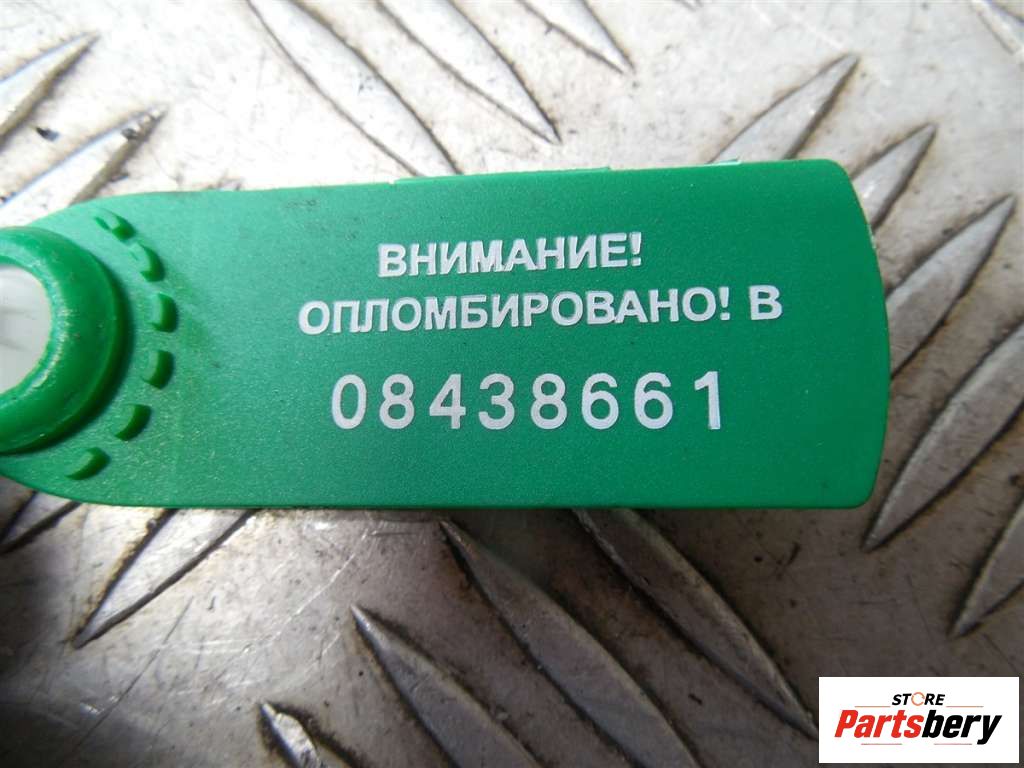 ВНИМАНИЕ!
ОПЛОМБИРОВАНО! В
08438661
STORE
Partsbery